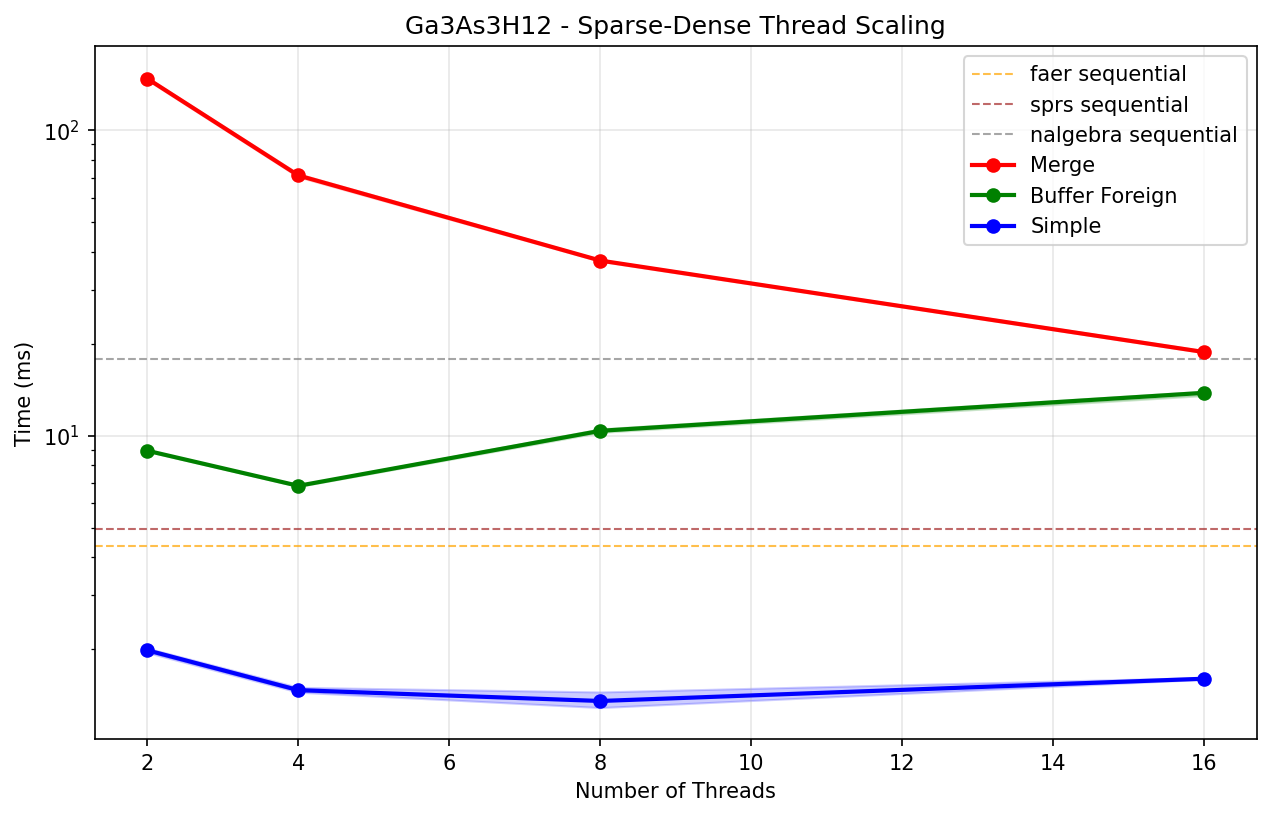 Ga3As3H12 - Sparse-Dense Thread Scaling
faer sequential
sprs sequential
nalgebra sequential
Merge
Buffer Foreign
Simple
10²
10¹
Time (ms)
2 4 6 8 10 12 14 16
Number of Threads